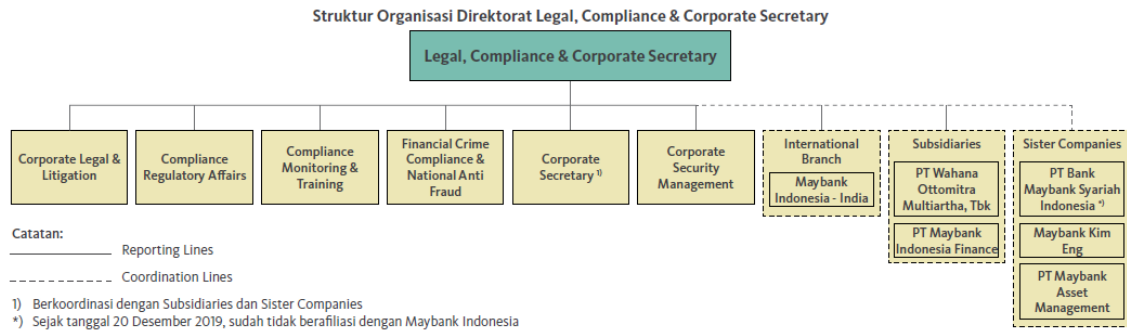 Struktur Organisasi Direktorat Legal, Compliance & Corporate Secretary
Legal, Compliance & Corporate Secretary
Corporate Legal &
Litigation
Compliance
Regulatory Affairs
Compliance
Monitoring &
Training
Financial Crime
Compliance &
National Anti
Fraud
Corporate
Secretary 1)
Corporate
Security
Management
International
Branch
Maybank
Indonesia - India
Subsidiaries
PT Wahana
Ottomitra
Multiartha, Tbk
PT Maybank
Indonesia Finance
Sister Companies
PT Bank
Maybank Syariah
Indonesia *)
Maybank Kim
Eng
PT Maybank
Asset
Management
Catatan:
Reporting Lines
Coordination Lines
1) Berkoordinasi dengan Subsidiaries dan Sister Companies
*) Sejak tanggal 20 Desember 2019, sudah tidak berafiliasi dengan Maybank Indonesia